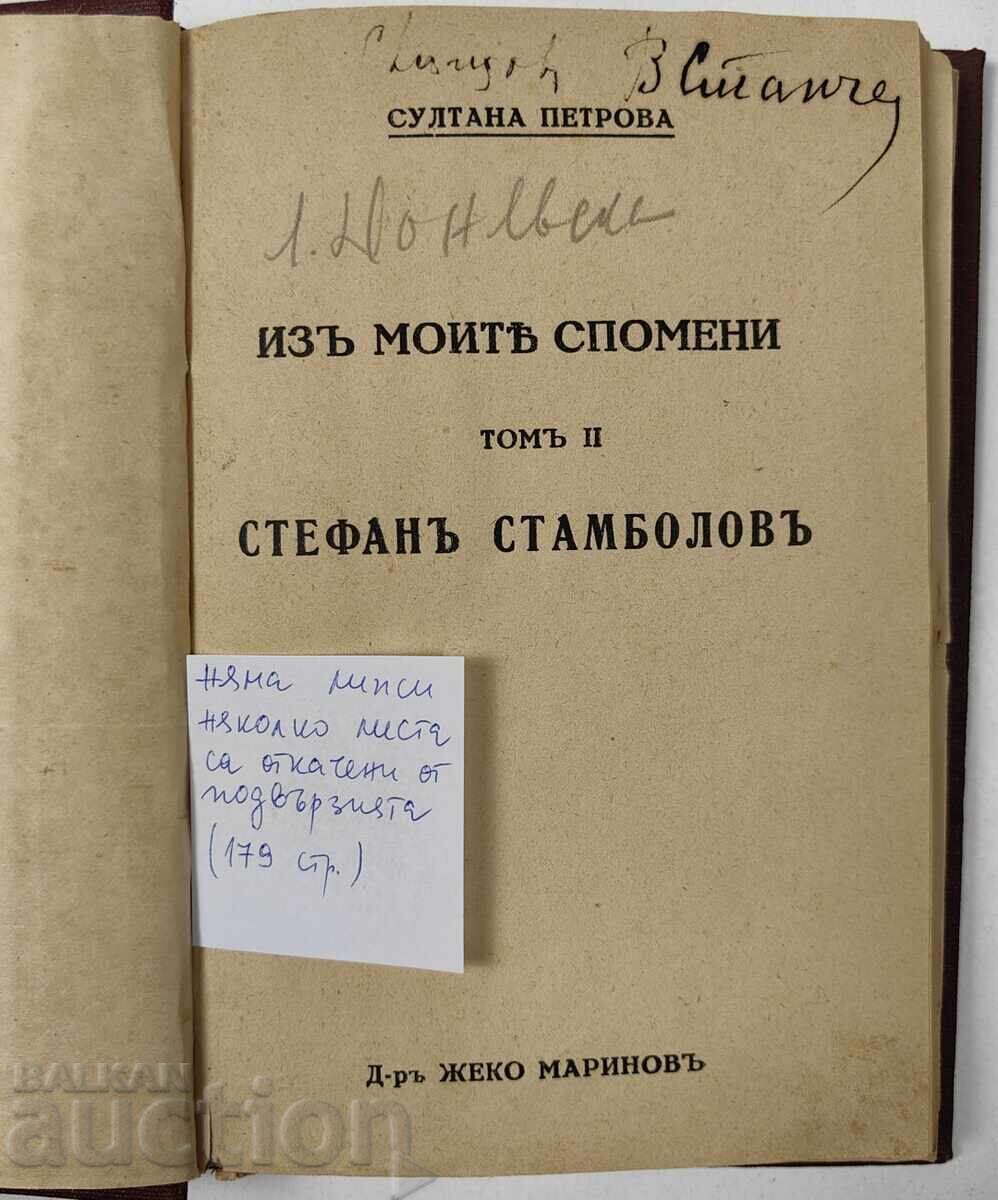 В Станче
СУЛТАНА ПЕТРОВА
ИЗЪ МОИТѢ СПОМЕНИ
ТОМЪ II
СТЕФАНЪ СТАМБОЛОВЪ
няма липси
няколко листа
са откачени от
подвързията
(179 стр.)
Д-ръ ЖЕКО МАРИНОВЪ
BALKAN
auction